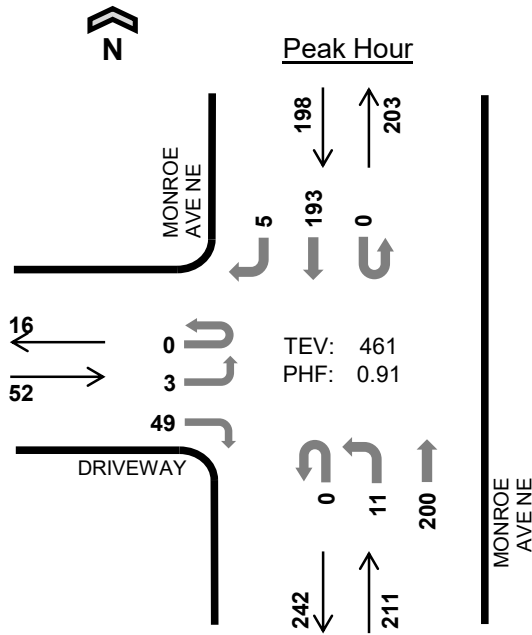 N
Peak Hour
198
203
MONROE
AVE NE
5
193
0
16
52
0
3
49
TEV: 461
PHF: 0.91
DRIVEWAY
0
11
200
MONROE
AVE NE
242
211